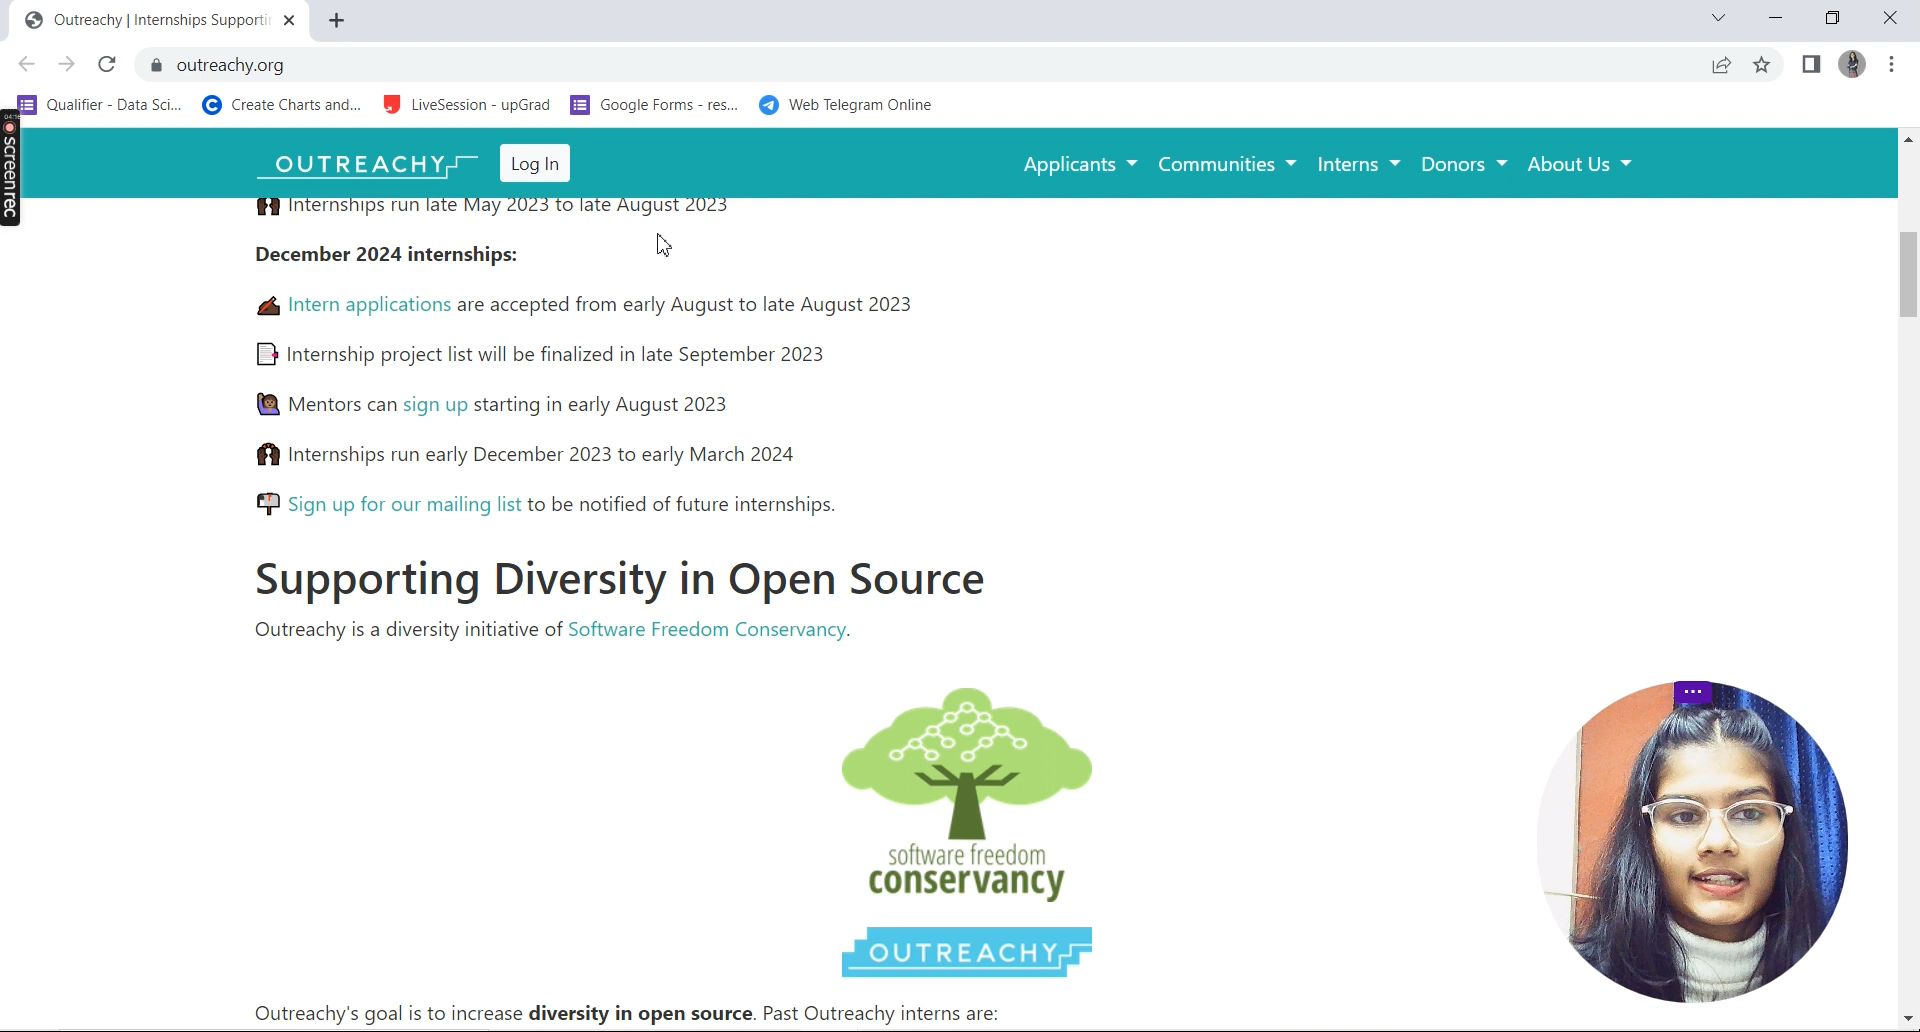 Outreachy | Internships Supporti
outreachy.org
Qualifier - Data Sci...
Create Charts and...
LiveSession - upGrad
Google Forms - res...
Web Telegram Online
screenrec
OUTREACHY
Log In
Applicants
Communities
Interns
Donors
About Us
Internships run late May 2023 to late August 2023
December 2024 internships:
Intern applications are accepted from early August to late August 2023
Internship project list will be finalized in late September 2023
Mentors can sign up starting in early August 2023
Internships run early December 2023 to early March 2024
Sign up for our mailing list to be notified of future internships.
Supporting Diversity in Open Source
Outreachy is a diversity initiative of Software Freedom Conservancy.
software freedom
conservancy
OUTREACHY
Outreachy's goal is to increase diversity in open source. Past Outreachy interns are: